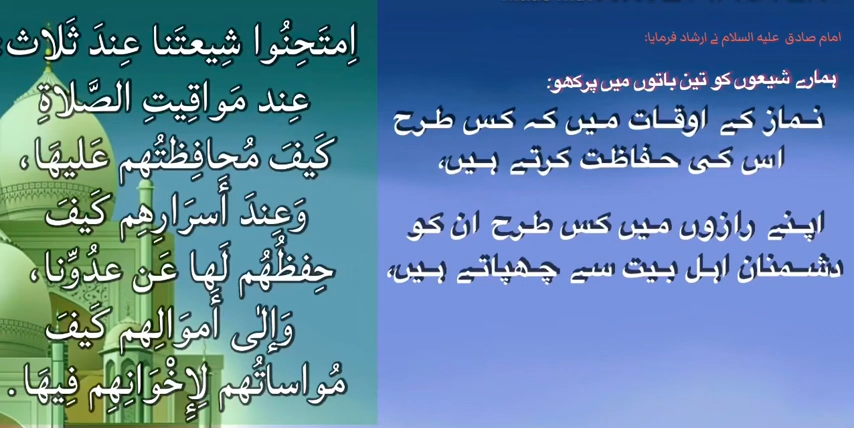 امام صادق علیہ السلام نے ارشاد فرمایا:
ہمارے شیعوں کو تین باتوں میں پرکھو:
نماز کے اوقات میں کہ کس طرح
اس کی حفاظت کرتے ہیں،
اپنے رازوں میں کس طرح ان کو
دشمنان اہل بیت سے چھپاتے ہیں،
اِمتَحِنُوا شِيعتَنا عِندَ ثَلاث:
عِند مَواقِيتِ الصَّلاةِ
كَيفَ مُحافِظتُهم عَليهَا،
وَعِندَ أَسرَارِهِم كَيفَ
حِفظُهُم لَها عَن عدُوِّنا،
وَإِلٰى أَموَالِهِم كَيفَ
مُواساتُهم لِإِخْوَانِهِم فِيهَا.